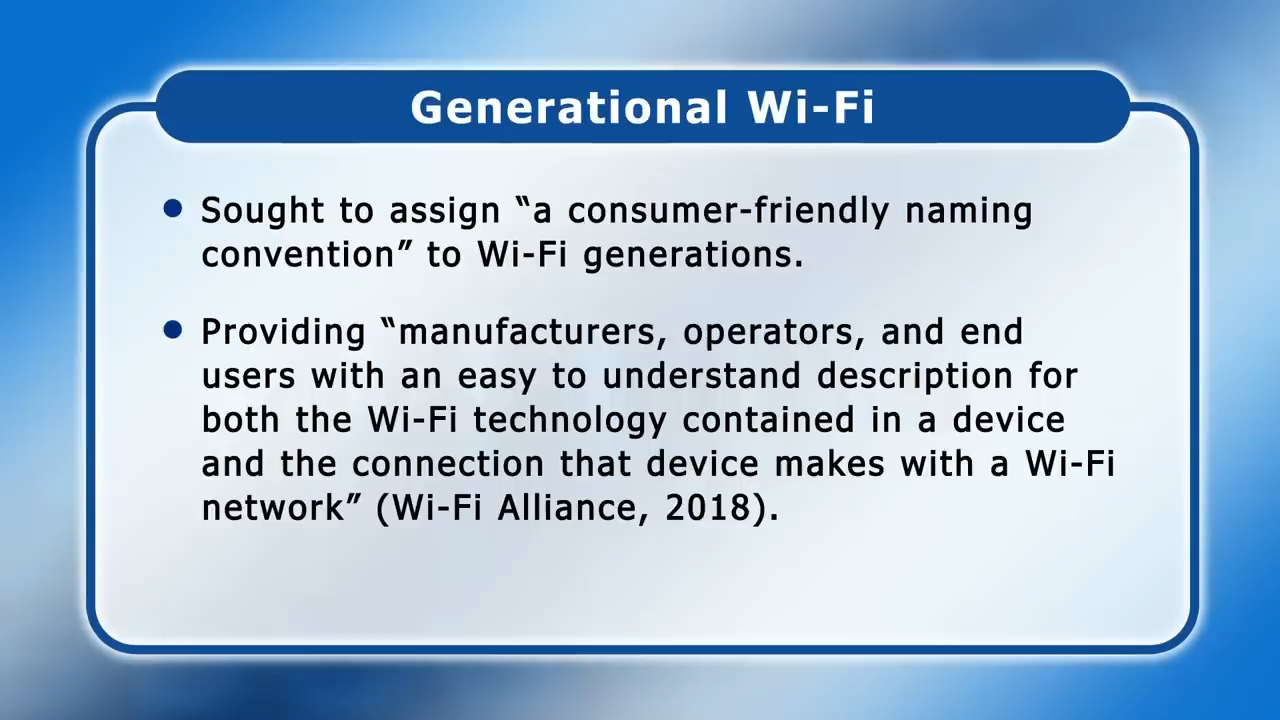 Generational Wi-Fi
• Sought to assign “a consumer-friendly naming
convention” to Wi-Fi generations.
• Providing “manufacturers, operators, and end
users with an easy to understand description for
both the Wi-Fi technology contained in a device
and the connection that device makes with a Wi-Fi
network” (Wi-Fi Alliance, 2018).